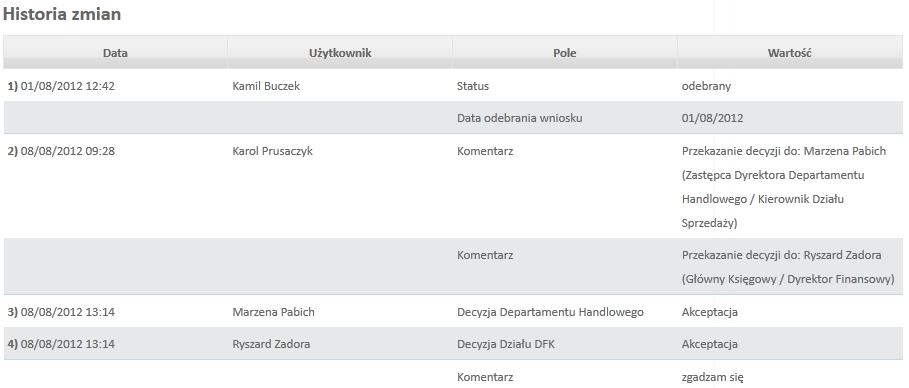 Historia zmian
Data Użytkownik Pole Wartość
1) 01/08/2012 12:42 Kamil Buczek Status odebrany
Data odebrania wniosku 01/08/2012
2) 08/08/2012 09:28 Karol Prusaczyk Komentarz Przekazanie decyzji do: Marzena Pabich
(Zastępca Dyrektora Departamentu
Handlowego / Kierownik Działu
Sprzedaży)
Komentarz Przekazanie decyzji do: Ryszard Zadora
(Główny Księgowy / Dyrektor Finansowy)
3) 08/08/2012 13:14 Marzena Pabich Decyzja Departamentu Handlowego Akceptacja
4) 08/08/2012 13:14 Ryszard Zadora Decyzja Działu DFK Akceptacja
Komentarz zgadzam się